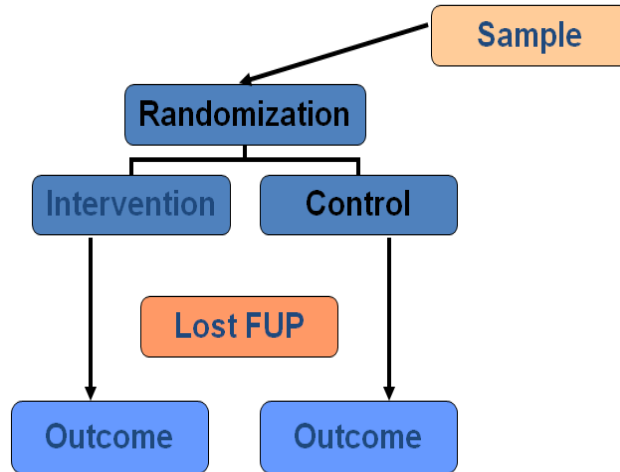 Sample
Randomization
Intervention
Control
Lost FUP
Outcome
Outcome